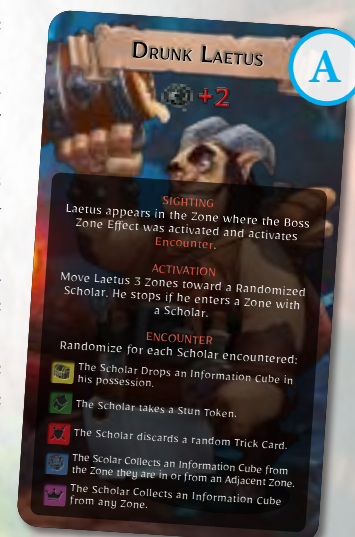 DRUNK LAETUS
A
+2
SIGHTING
Laetus appears in the Zone where the Boss
Zone Effect was activated and activates
Encounter.
ACTIVATION
Move Laetus 3 Zones toward a Randomized
Scholar. He stops if he enters a Zone with
a Scholar.
ENCOUNTER
Randomize for each Scholar encountered:
The Scholar Drops an Information Cube in
his possession.
The Scholar takes a Stun Token.
The Scholar discards a random Trick Card.
The Scolar Collects an Information Cube from
the Zone they are in or from an Adjacent Zone.
The Scholar Collects an Information Cube
from any Zone.